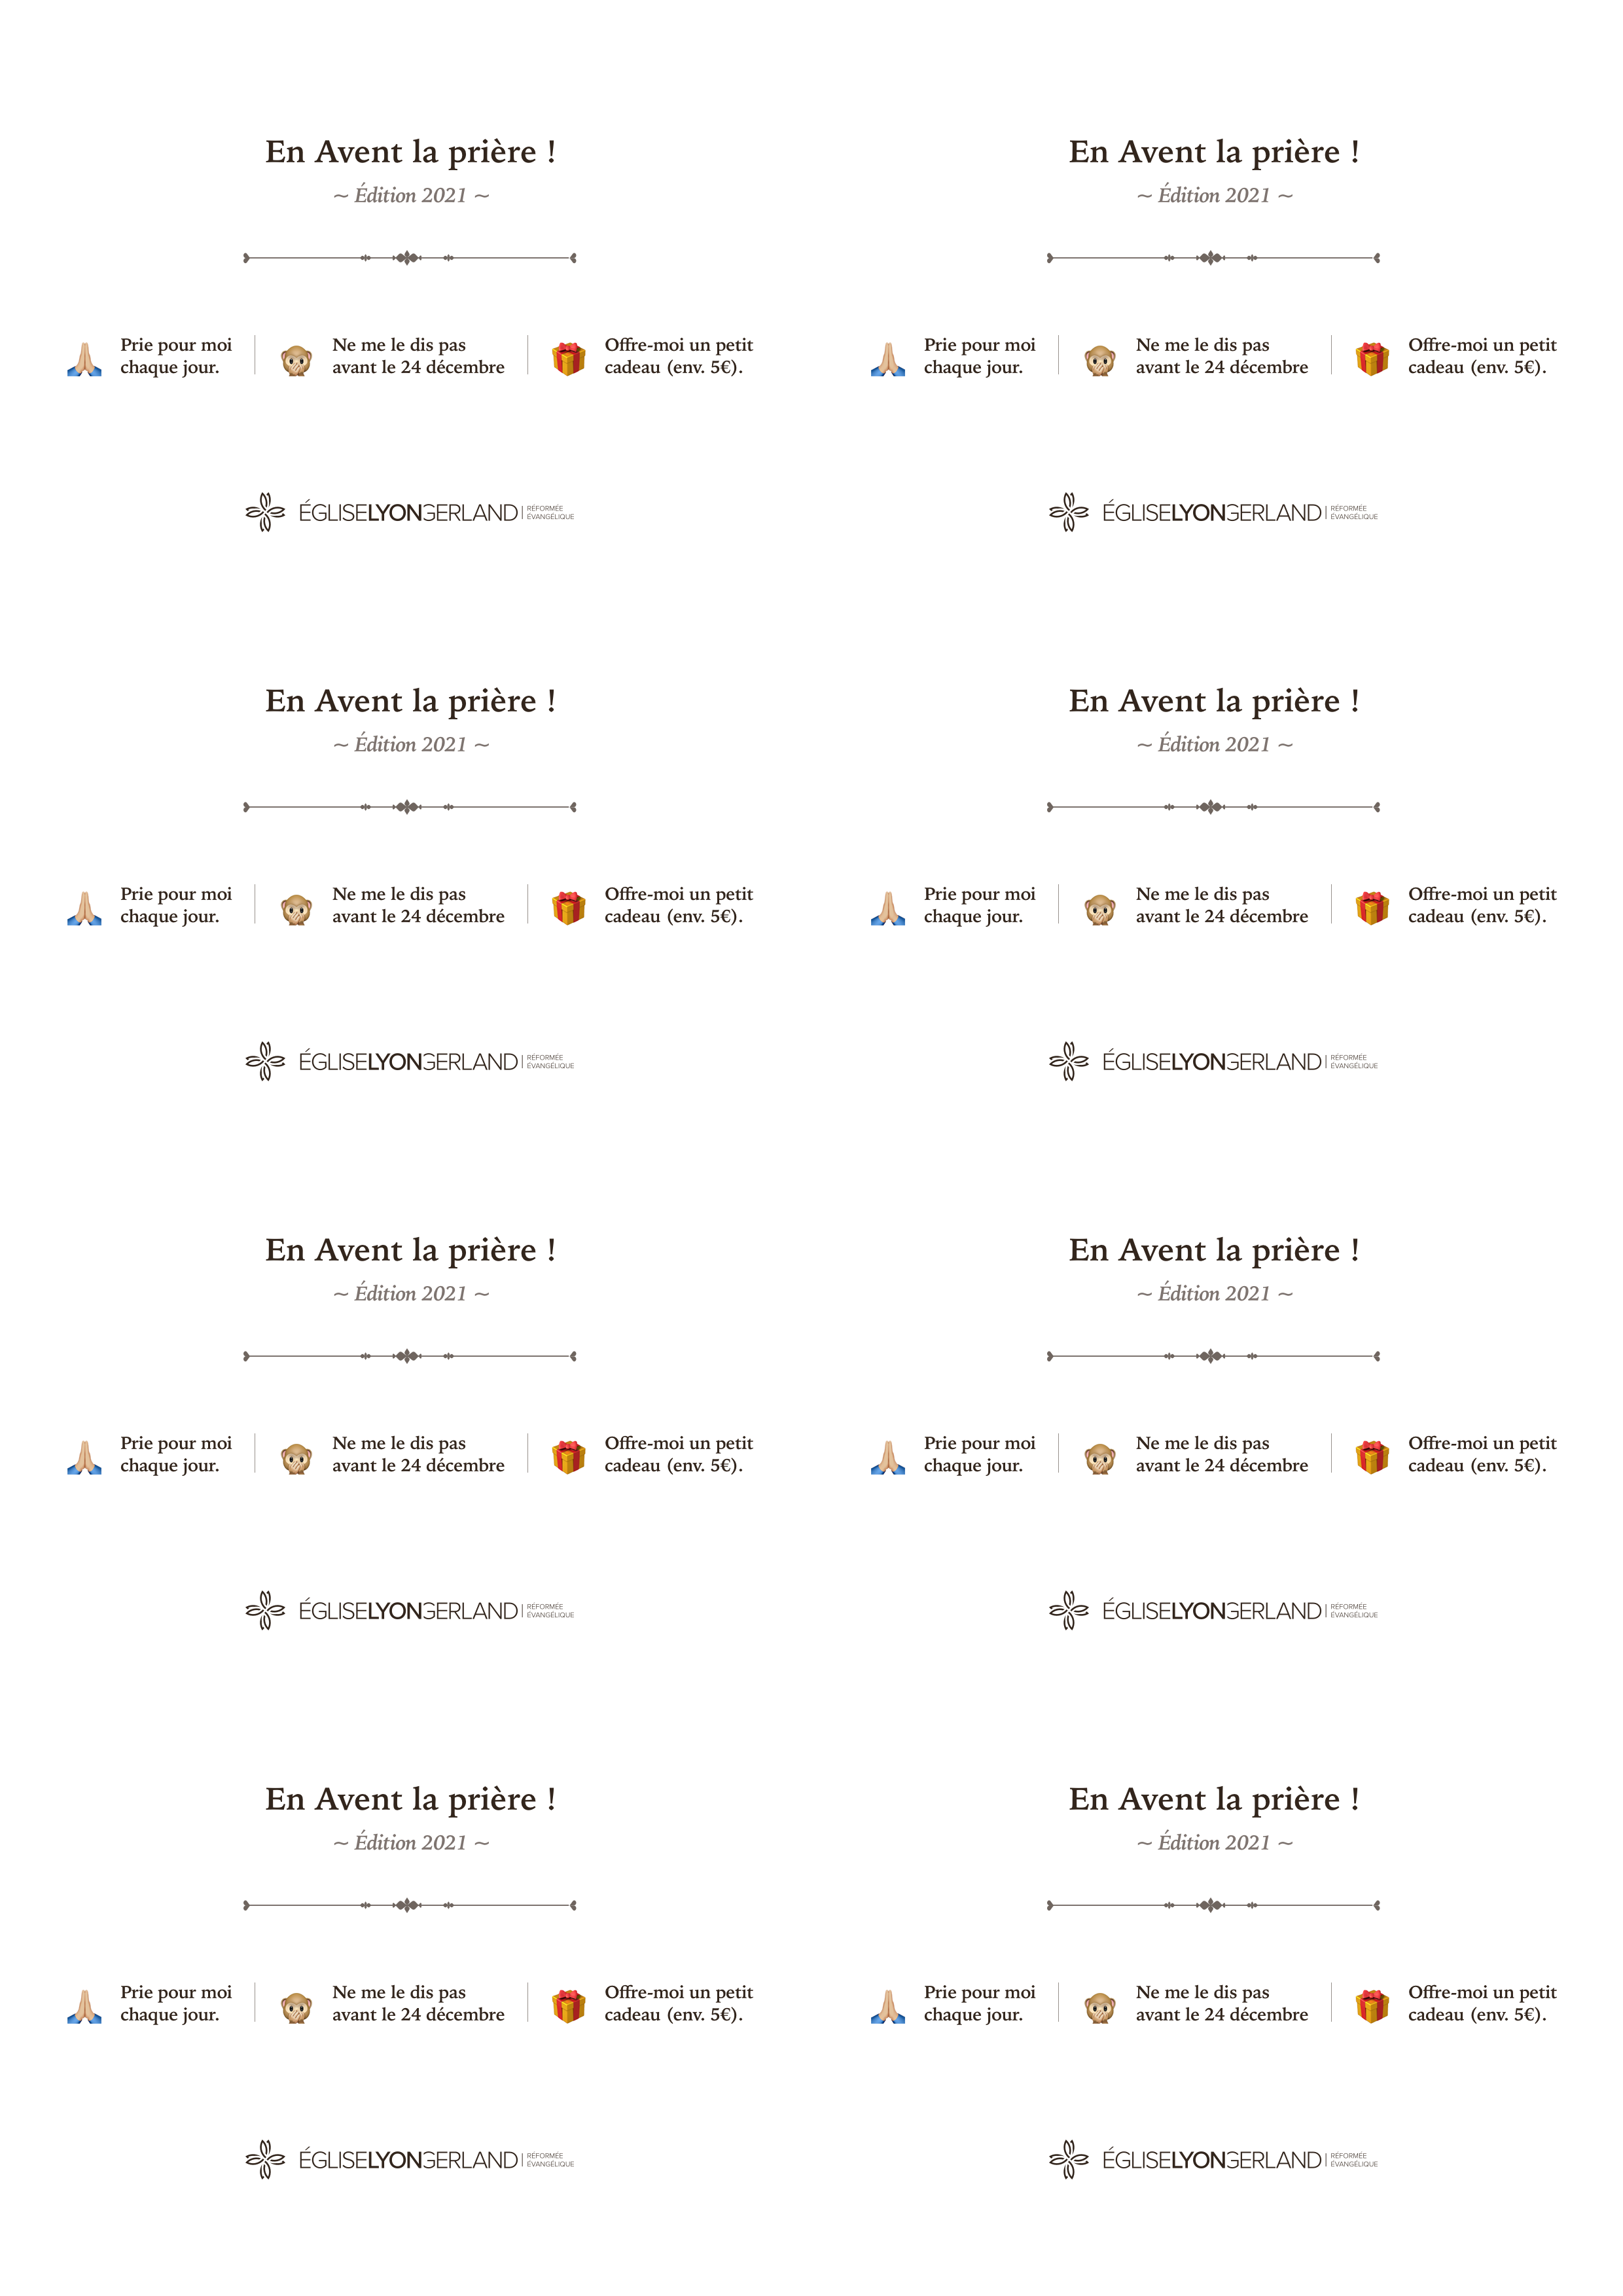 En Avent la prière !
~ Édition 2021 ~
Prie pour moi
chaque jour.
Ne me le dis pas
avant le 24 décembre
Offre-moi un petit
cadeau (env. 5€).
ÉGLISELYONGERLAND
RÉFORMÉE
ÉVANGÉLIQUE
En Avent la prière !
~ Édition 2021 ~
Prie pour moi
chaque jour.
Ne me le dis pas
avant le 24 décembre
Offre-moi un petit
cadeau (env. 5€).
ÉGLISELYONGERLAND
RÉFORMÉE
ÉVANGÉLIQUE
En Avent la prière !
~ Édition 2021 ~
Prie pour moi
chaque jour.
Ne me le dis pas
avant le 24 décembre
Offre-moi un petit
cadeau (env. 5€).
ÉGLISELYONGERLAND
RÉFORMÉE
ÉVANGÉLIQUE
En Avent la prière !
~ Édition 2021 ~
Prie pour moi
chaque jour.
Ne me le dis pas
avant le 24 décembre
Offre-moi un petit
cadeau (env. 5€).
ÉGLISELYONGERLAND
RÉFORMÉE
ÉVANGÉLIQUE
En Avent la prière !
~ Édition 2021 ~
Prie pour moi
chaque jour.
Ne me le dis pas
avant le 24 décembre
Offre-moi un petit
cadeau (env. 5€).
ÉGLISELYONGERLAND
RÉFORMÉE
ÉVANGÉLIQUE
En Avent la prière !
~ Édition 2021 ~
Prie pour moi
chaque jour.
Ne me le dis pas
avant le 24 décembre
Offre-moi un petit
cadeau (env. 5€).
ÉGLISELYONGERLAND
RÉFORMÉE
ÉVANGÉLIQUE
En Avent la prière !
~ Édition 2021 ~
Prie pour moi
chaque jour.
Ne me le dis pas
avant le 24 décembre
Offre-moi un petit
cadeau (env. 5€).
ÉGLISELYONGERLAND
RÉFORMÉE
ÉVANGÉLIQUE
En Avent la prière !
~ Édition 2021 ~
Prie pour moi
chaque jour.
Ne me le dis pas
avant le 24 décembre
Offre-moi un petit
cadeau (env. 5€).
ÉGLISELYONGERLAND
RÉFORMÉE
ÉVANGÉLIQUE